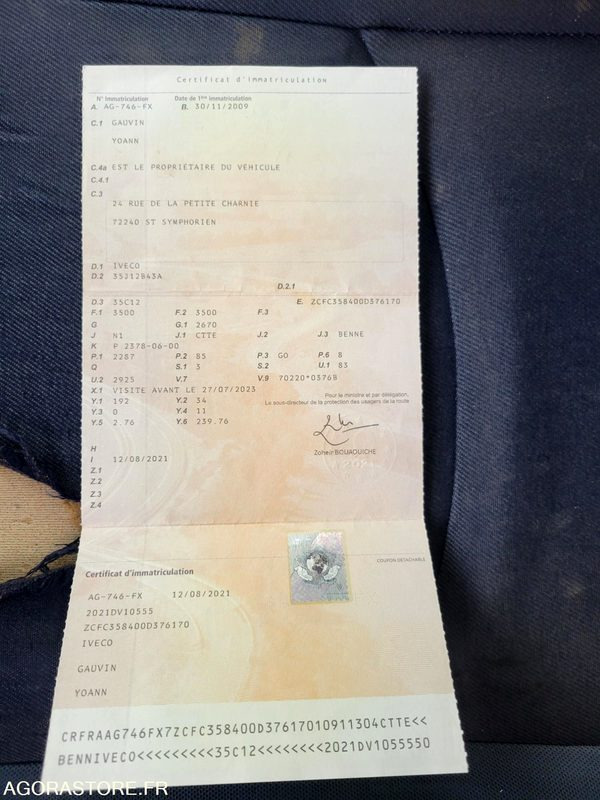 Certificat d'immatriculation
N° Immatriculation Date de 1ère immatriculation
A. AG-746-FX B. 30/11/2009
C.1 GAUVIN
YOANN
C.4a EST LE PROPRIÉTAIRE DU VÉHICULE
C.4.1
C.3
24 RUE DE LA PETITE CHARNIE
72240 ST SYMPHORIEN
D.1 IVECO
D.2 35J12B43A
D.2.1
D.3 35C12 E. ZCFC358400D376170
F.1 3500 F.2 3500 F.3
G G.1 2670
J N1 J.1 CTTE J.2 J.3 BENNE
K P 2378-06-00
P.1 2287 P.2 85 P.3 GO P.6 8
Q S.1 3 S.2 U.1 83
U.2 2925 V.7 V.9 70220*0376B
X.1 VISITE AVANT LE 27/07/2023
Y.1 192 Y.2 34
Y.3 0 Y.4 11
Y.5 2.76 Y.6 239.76
Pour le ministre et par délégation,
Le sous-directeur de la protection des usagers de la route
Zoheir BOUAOUICHE
H
I 12/08/2021
Z.1
Z.2
Z.3
Z.4
COUPON DÉTACHABLE
Certificat d'immatriculation
AG-746-FX 12/08/2021
2021DV10555
ZCFC358400D376170
IVECO
GAUVIN
YOANN
CRFRAAG746FX7ZCFC358400D37617010911304CTTE<<
BENNIVECO<<<<<<<<<35C12<<<<<<<<2021DV1055550
AGORASTORE.FR